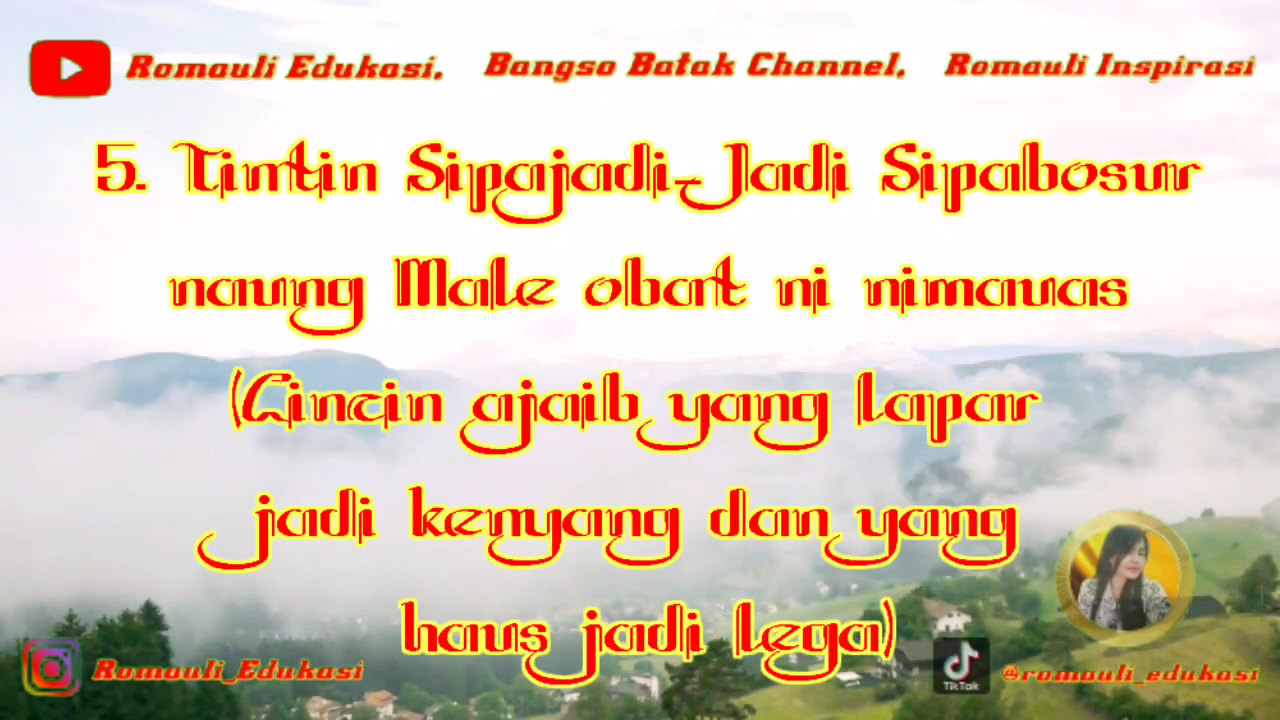 Romauli Edukasi. Bangso Batak Channel. Romauli Inspirasi
5. Tintin Sipajadi-Jadi Sipabosur
naung Male obat ni nimauas
(Cincin ajaib yang lapar
jadi kenyang dan yang
haus jadi lega)
Romauli_Edukasi
TikTok
@romauli_edukasi